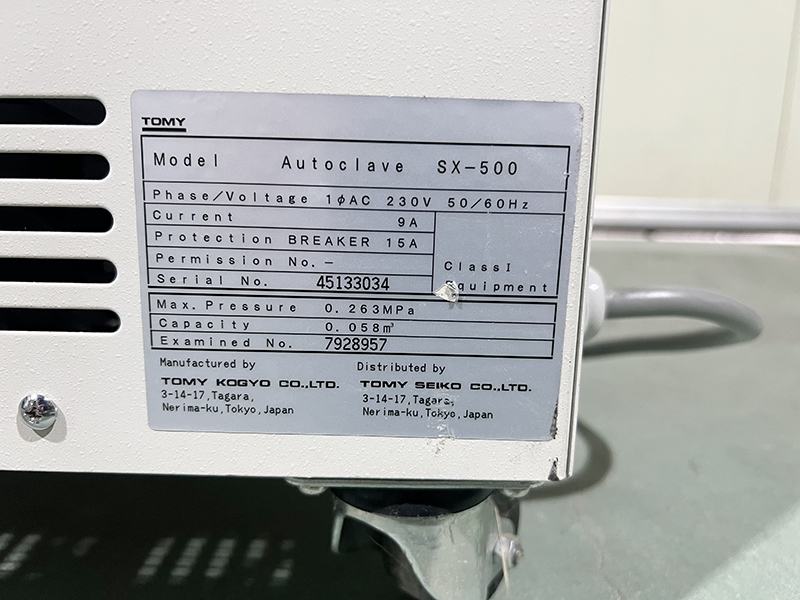 TOMY
Model Autoclave SX-500
Phase/Voltage 1φAC 230V 50/60Hz
Current 9A
Protection BREAKER 15A
Permission No. -
Serial No. 45133034
Class I
Equipment
Max. Pressure 0.263MPa
Capacity 0.058㎥
Examined No. 7928957
Manufactured by Distributed by
TOMY KOGYO CO.,LTD. TOMY SEIKO CO.,LTD.
3-14-17, Tagara, 3-14-17, Tagara,
Nerima-ku, Tokyo, Japan Nerima-ku, Tokyo, Japan